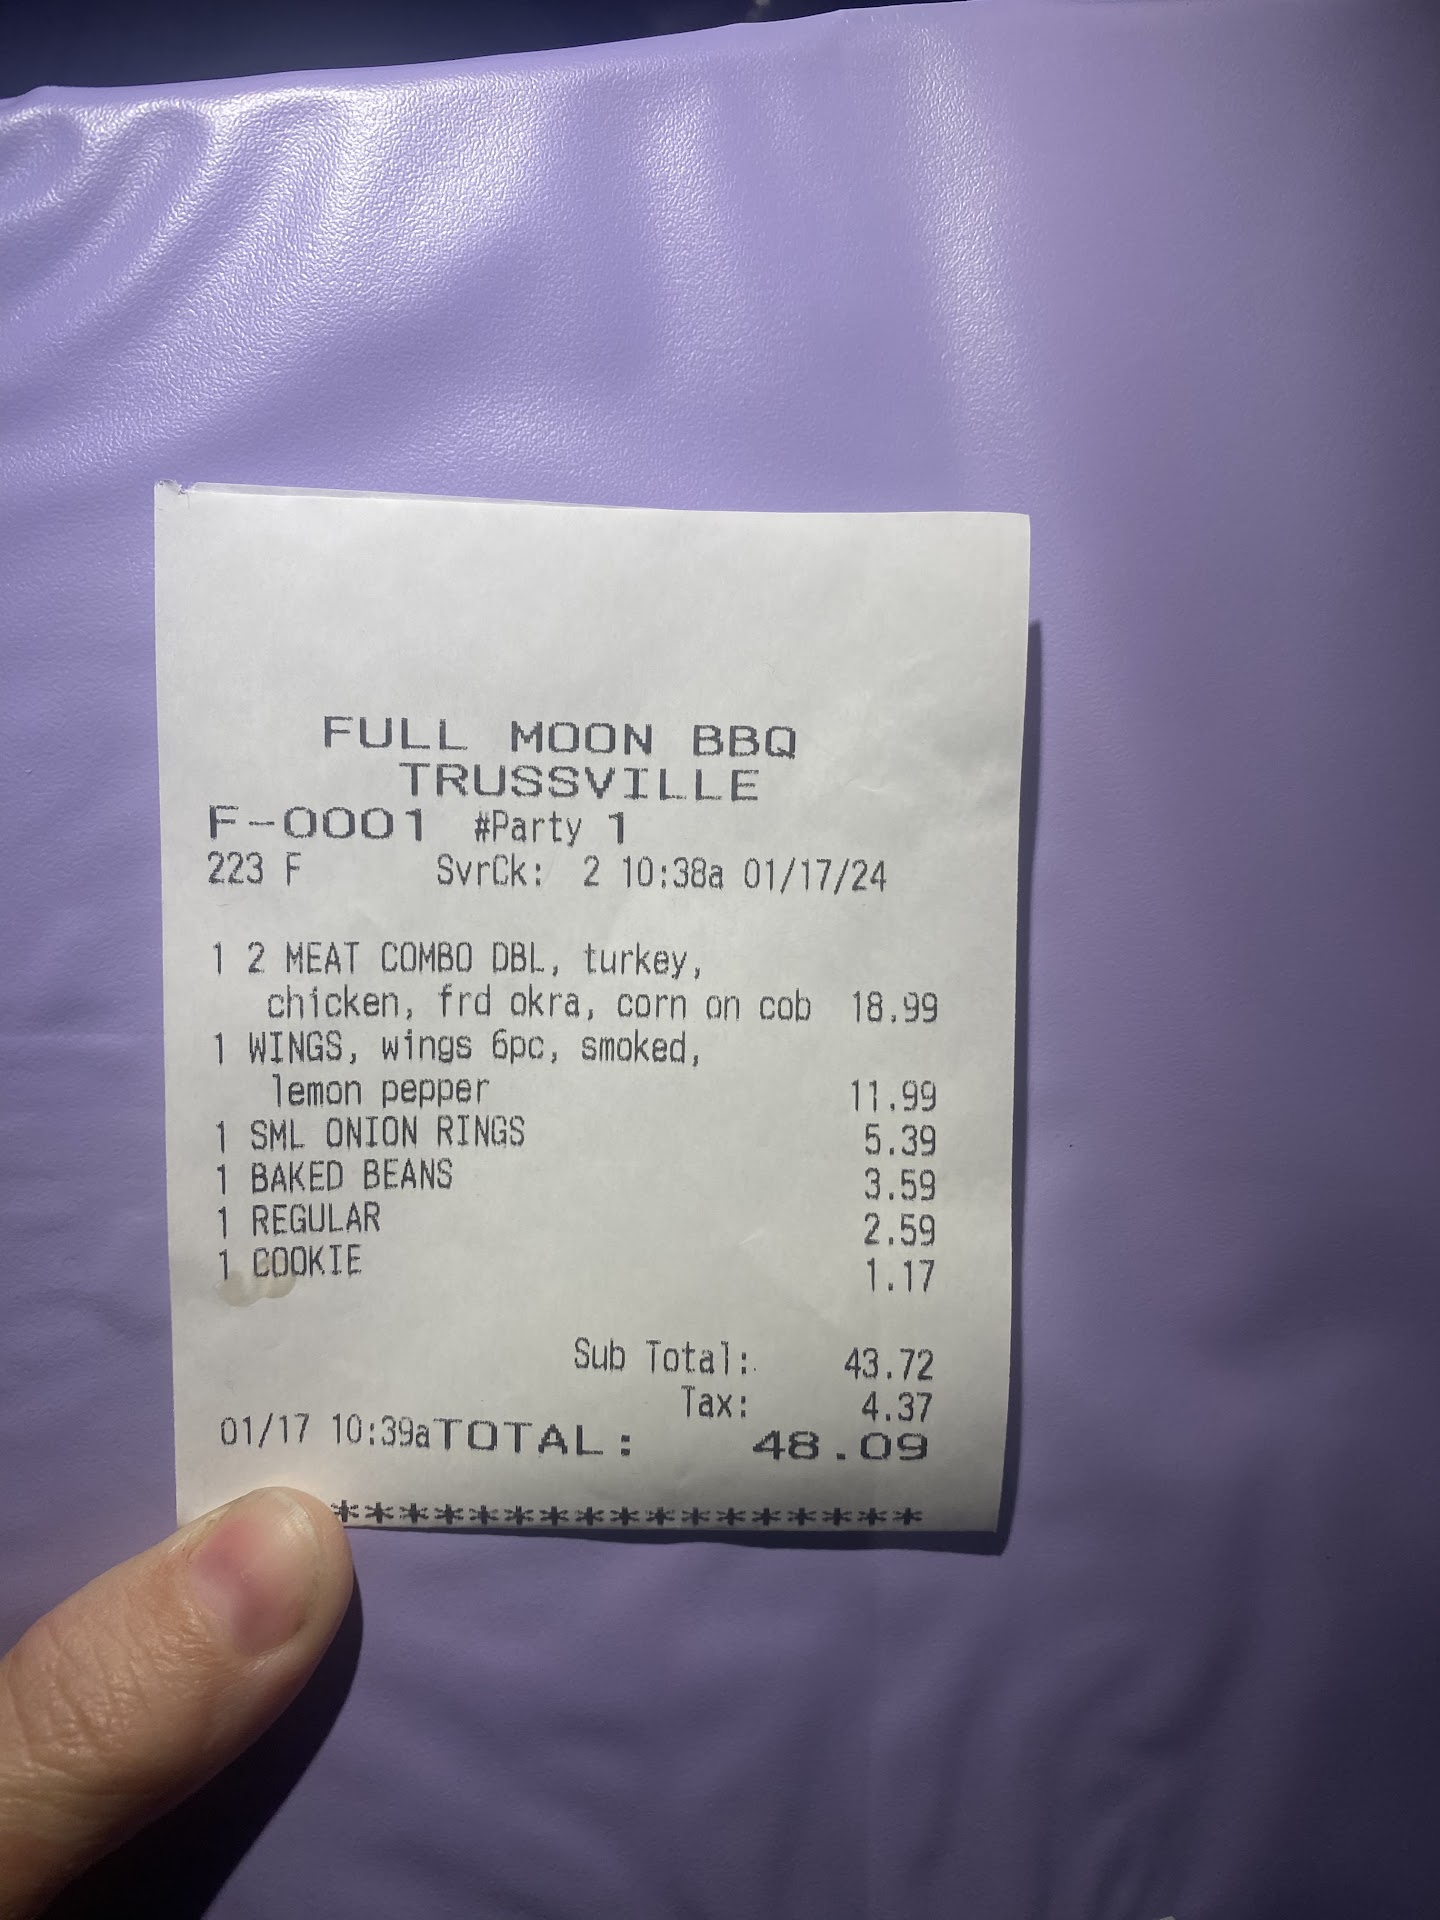 FULL MOON BBQ
TRUSSVILLE
F-0001 #Party 1
223 F SvrCk: 2 10:38a 01/17/24
1 2 MEAT COMBO DBL, turkey,
chicken, frd okra, corn on cob 18.99
1 WINGS, wings 6pc, smoked,
lemon pepper 11.99
1 SML ONION RINGS 5.39
1 BAKED BEANS 3.59
1 REGULAR 2.59
1 COOKIE 1.17
Sub Total: 43.72
Tax: 4.37
01/17 10:39aTOTAL: 48.09
*****************